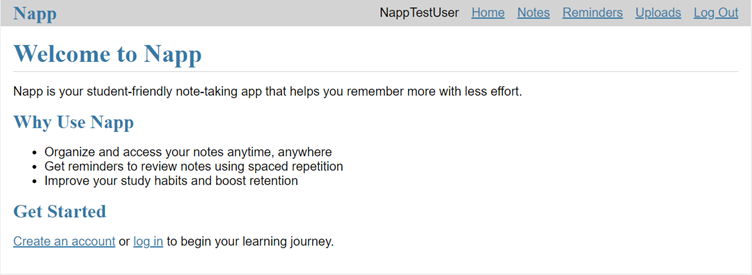 Napp NappTestUser Home Notes Reminders Uploads Log Out
Welcome to Napp
Napp is your student-friendly note-taking app that helps you remember more with less effort.
Why Use Napp
• Organize and access your notes anytime, anywhere
• Get reminders to review notes using spaced repetition
• Improve your study habits and boost retention
Get Started
Create an account or log in to begin your learning journey.